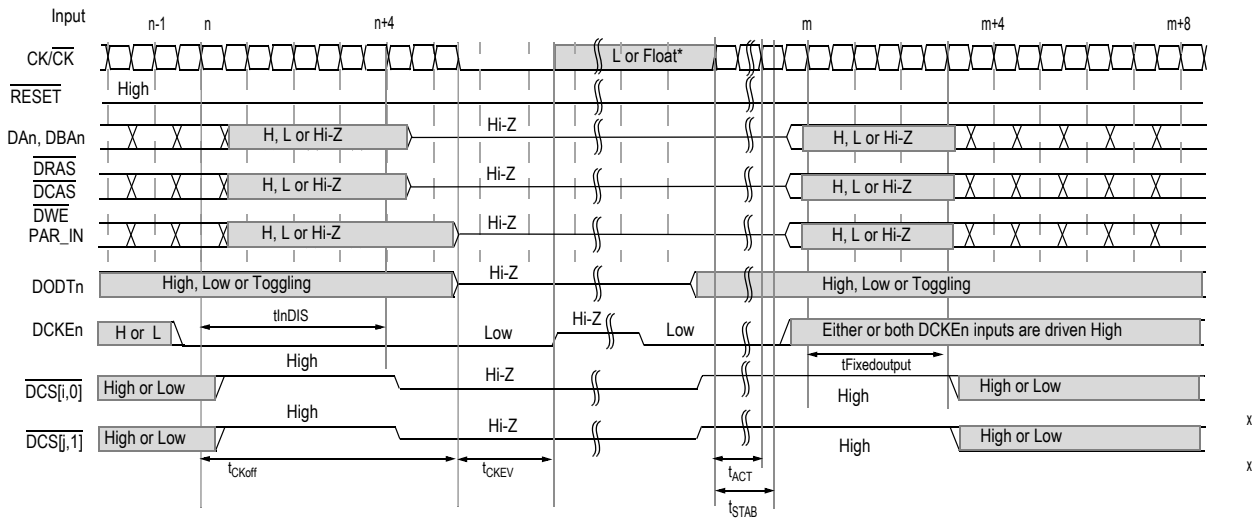 Input
n-1 n n+4 m m+4 m+8
CK/CK L or Float*
RESET High
DAn, DBAn H, L or Hi-Z Hi-Z H, L or Hi-Z
DRAS
DCAS H, L or Hi-Z Hi-Z H, L or Hi-Z
DWE
PAR_IN H, L or Hi-Z Hi-Z H, L or Hi-Z
DODTn High, Low or Toggling Hi-Z High, Low or Toggling
tInDIS
DCKEn H or L Low Hi-Z Low Either or both DCKEn inputs are driven High
tFixedoutput
DCS[i,0] High or Low High Hi-Z High High or Low
x
DCS[j,1] High or Low High Hi-Z High High or Low
x
tCKoff tCKEV tACT
tSTAB